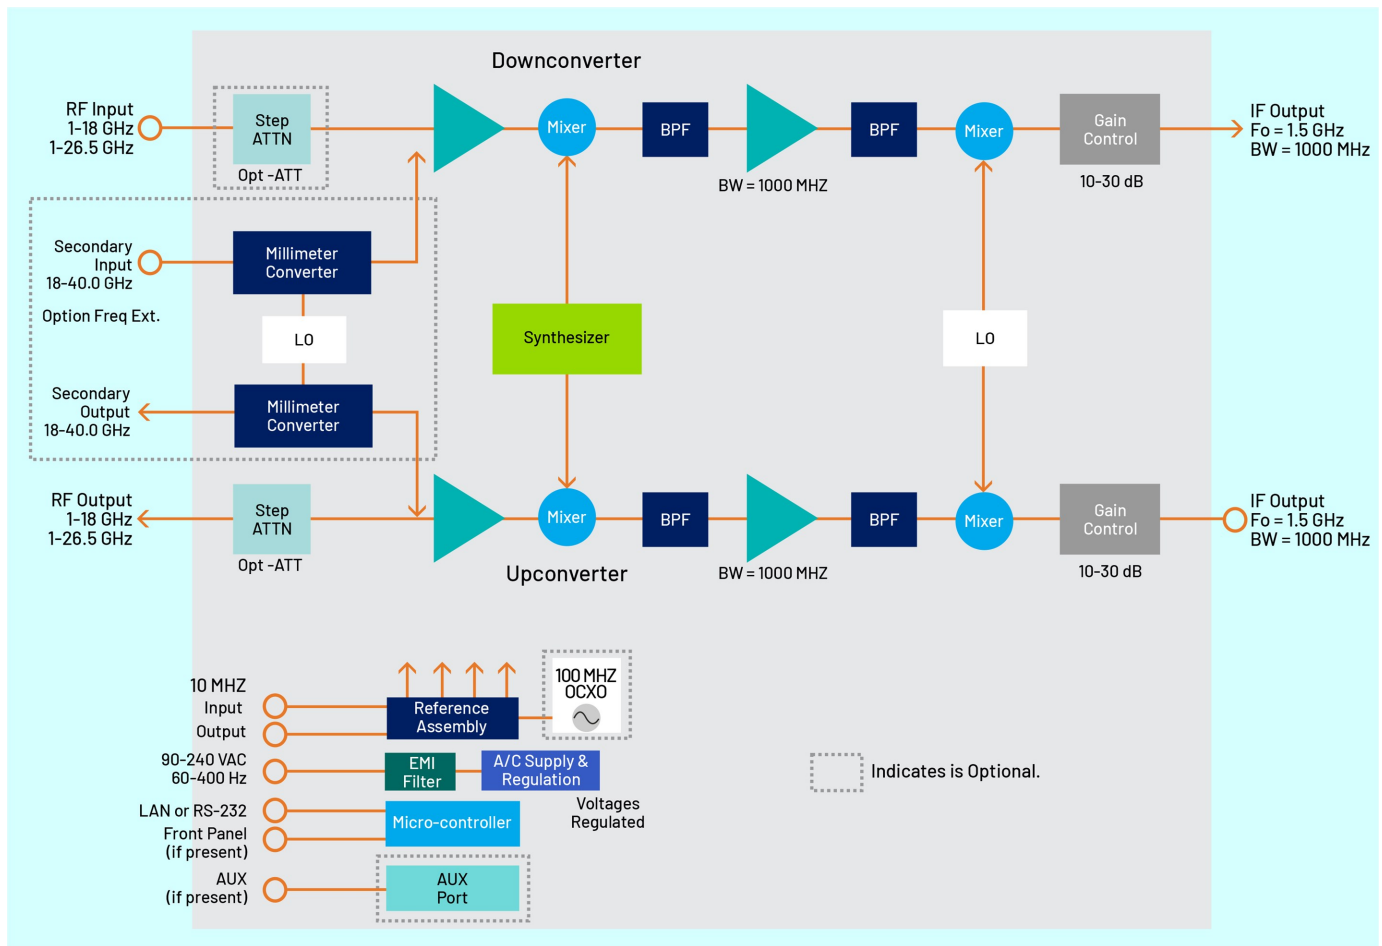 Downconverter
RF Input
1-18 GHz
1-26.5 GHz
Step
ATTN
Opt -ATT
Mixer
BPF
BW = 1000 MHZ
BPF
Mixer
Gain
Control
10-30 dB
IF Output
Fo = 1.5 GHz
BW = 1000 MHz
Secondary
Input
18-40.0 GHz
Millimeter
Converter
Option Freq Ext.
LO
Synthesizer
LO
Secondary
Output
18-40.0 GHz
Millimeter
Converter
RF Output
1-18 GHz
1-26.5 GHz
Step
ATTN
Opt -ATT
Mixer
Upconverter
BPF
BW = 1000 MHZ
BPF
Mixer
Gain
Control
10-30 dB
IF Output
Fo = 1.5 GHz
BW = 1000 MHz
10 MHZ
Input
Output
Reference
Assembly
100 MHZ
OCXO
90-240 VAC
60-400 Hz
EMI
Filter
A/C Supply &
Regulation
Voltages
Regulated
Indicates is Optional.
LAN or RS-232
Front Panel
(if present)
Micro-controller
AUX
(if present)
AUX
Port